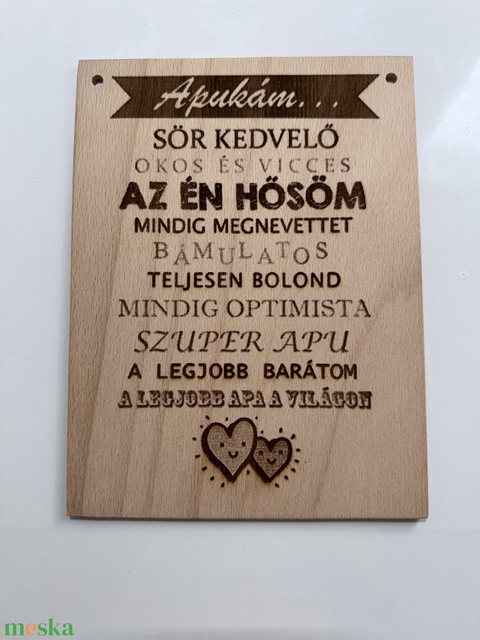 Apukám...
SÖR KEDVELŐ
OKOS ÉS VICCES
AZ ÉN HŐSÖM
MINDIG MEGNEVETTET
BÁMULATOS
TELJESEN BOLOND
MINDIG OPTIMISTA
SZUPER APU
A LEGJOBB BARÁTOM
A LEGJOBB APA A VILÁGON
meska